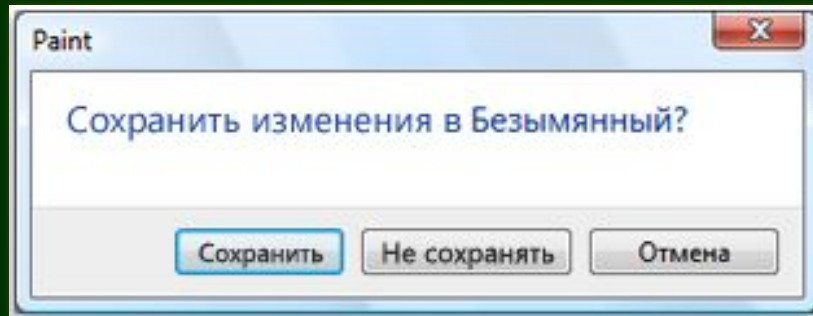 Paint
Сохранить изменения в Безымянный?
Сохранить Не сохранять Отмена